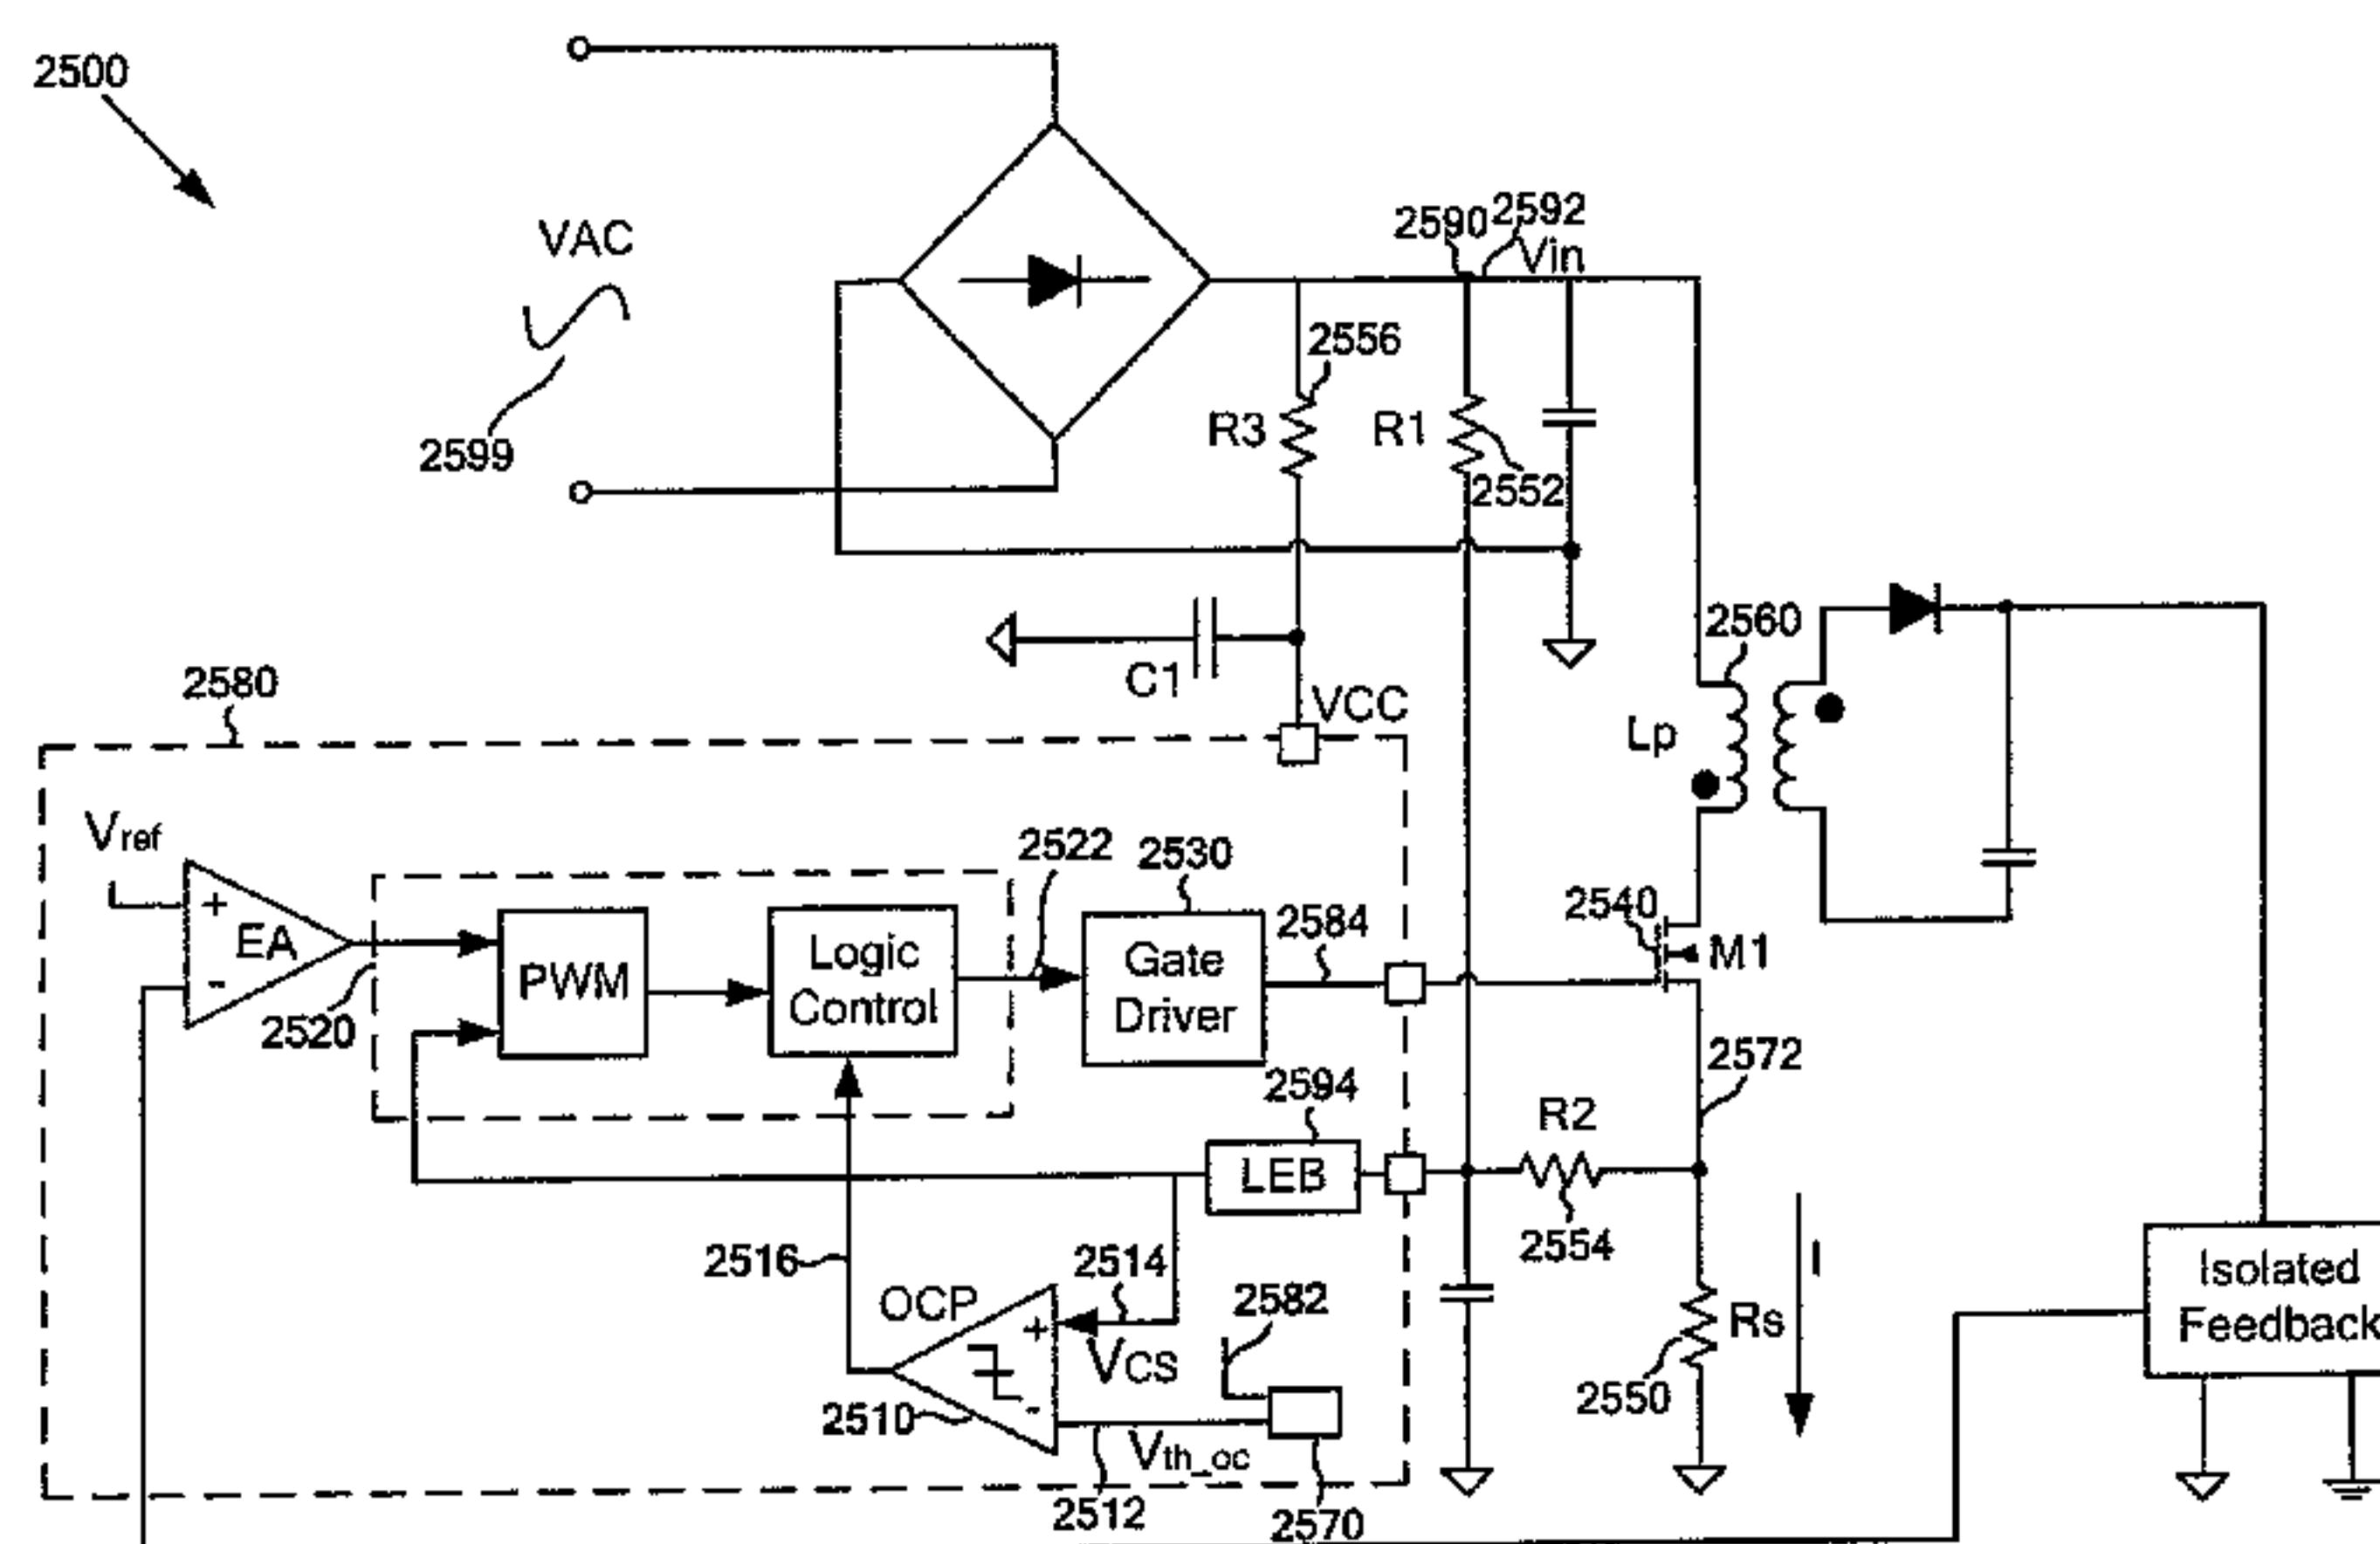 2500
VAC
2599
2590
2592
Vin
2556
R3
R1
2552
C1
VCC
2560
Lp
2580
Vref
+
EA
-
2520
PWM
Logic
Control
2522
2530
Gate
Driver
2584
2540
M1
2572
2594
LEB
R2
2554
2516
2514
OCP
+
VCS
2582
-
2510
Vth_oc
2512
2570
I
Rs
2550
Isolated
Feedback